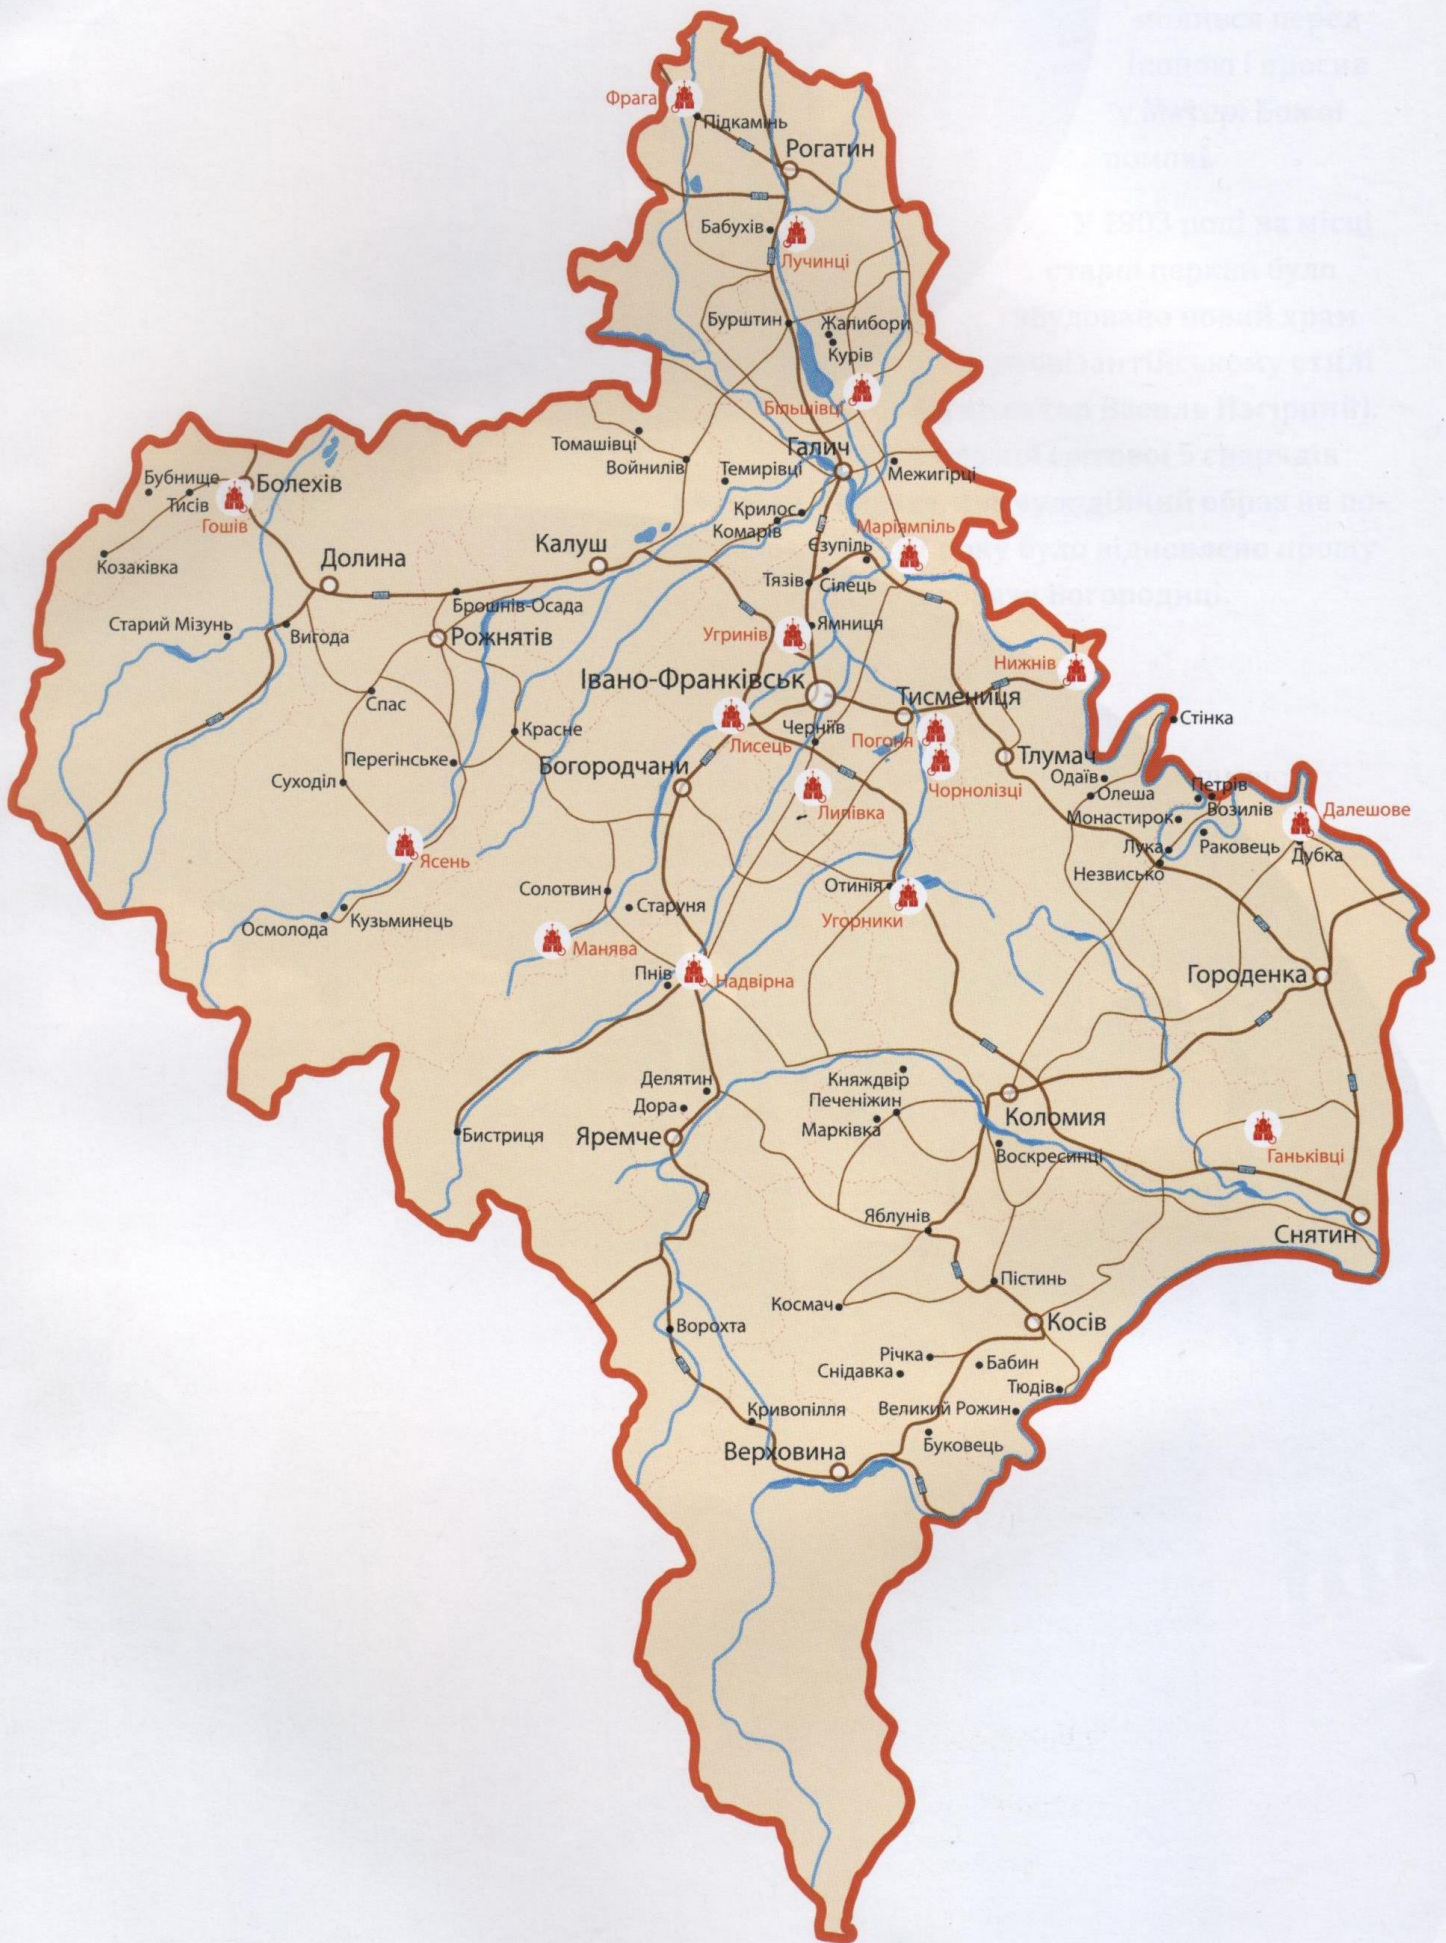 Фрага
Підкамінь
Рогатин
Бабухів
Лучинці
Бурштин
Жалибори
Курів
Більшівці
Томашівці
Войнилів
Галич
Темирівці
Межигірці
Бубнище
Тисів
Болехів
Гошів
Крилос
Комарів
Маріямпіль
Козаківка
Долина
Калуш
Єзупіль
Тязів
Сілець
Брошнів-Осада
Старий Мізунь
Вигода
Рожнятів
Угринів
Ямниця
Нижнів
Івано-Франківськ
Тисмениця
Спас
Стінка
Красне
Лисець
Черніїв
Погоня
Тлумач
Перегінське
Богородчани
Суходіл
Чорнолізці
Одаїв
Олеша
Петрів
Возилів
Липівка
Монастирок
Далешове
Лука
Раковець
Дубка
Незвисько
Ясень
Солотвин
Старуня
Отинія
Угорники
Осмолода
Кузьминець
Манява
Пнів
Надвірна
Городенка
Делятин
Дора
Княждвір
Печеніжин
Марківка
Коломия
Бистриця
Яремче
Воскресинці
Ганьківці
Яблунів
Снятин
Пістинь
Космач
Косів
Ворохта
Річка
Снідавка
Бабин
Тюдів
Кривопілля
Великий Рожин
Буковець
Верховина